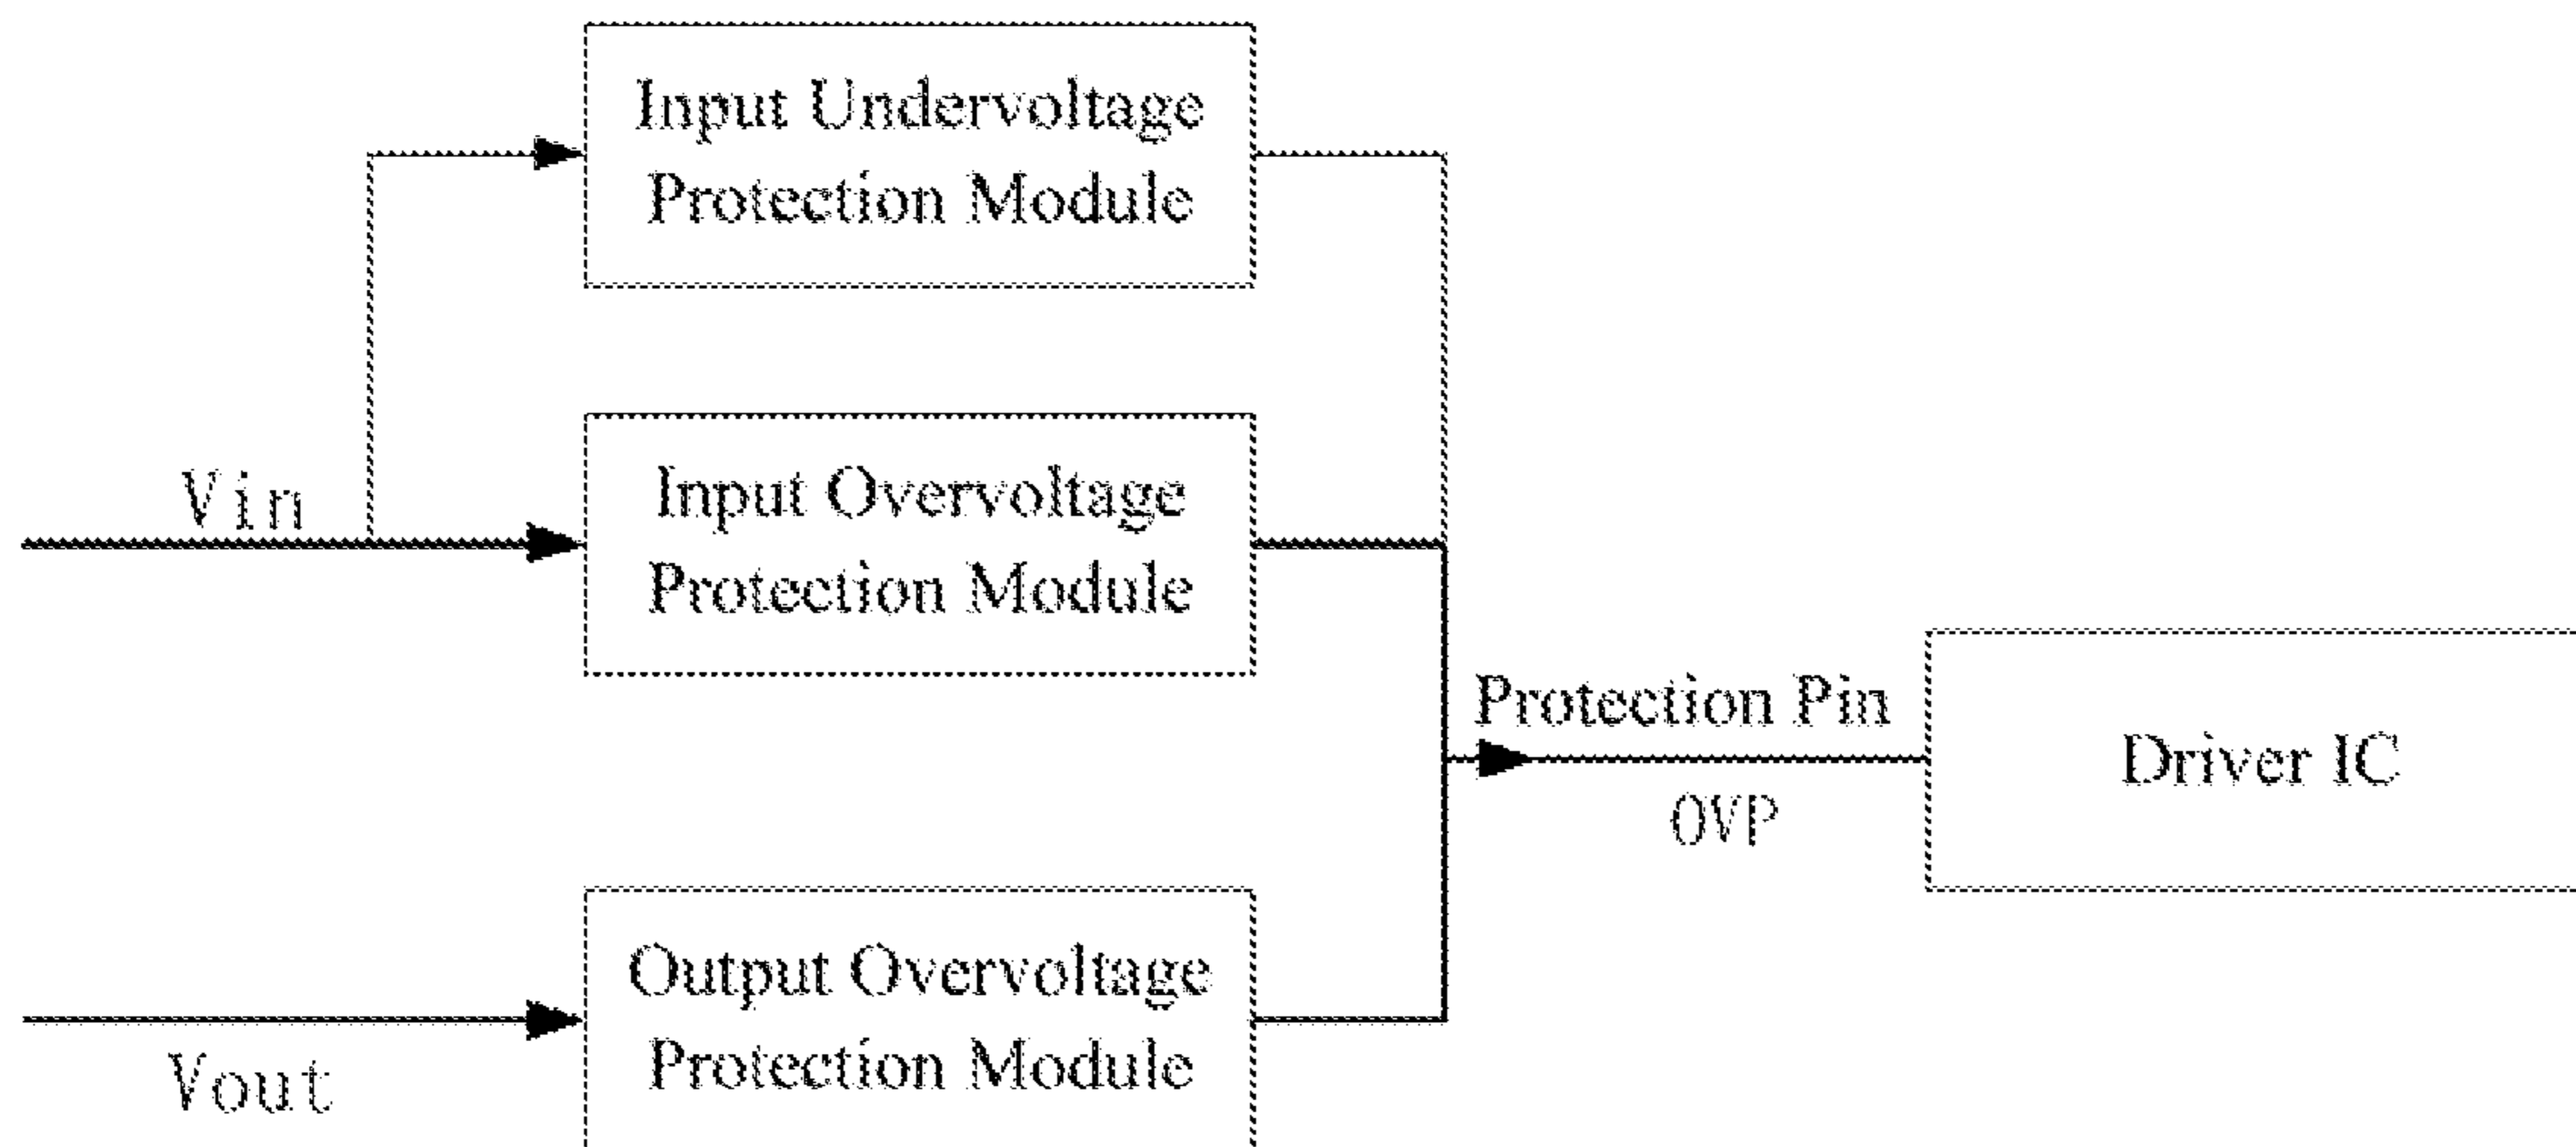 Input Undervoltage
Protection Module
Vin
Input Overvoltage
Protection Module
Protection Pin
OVP
Driver IC
Vout
Output Overvoltage
Protection Module